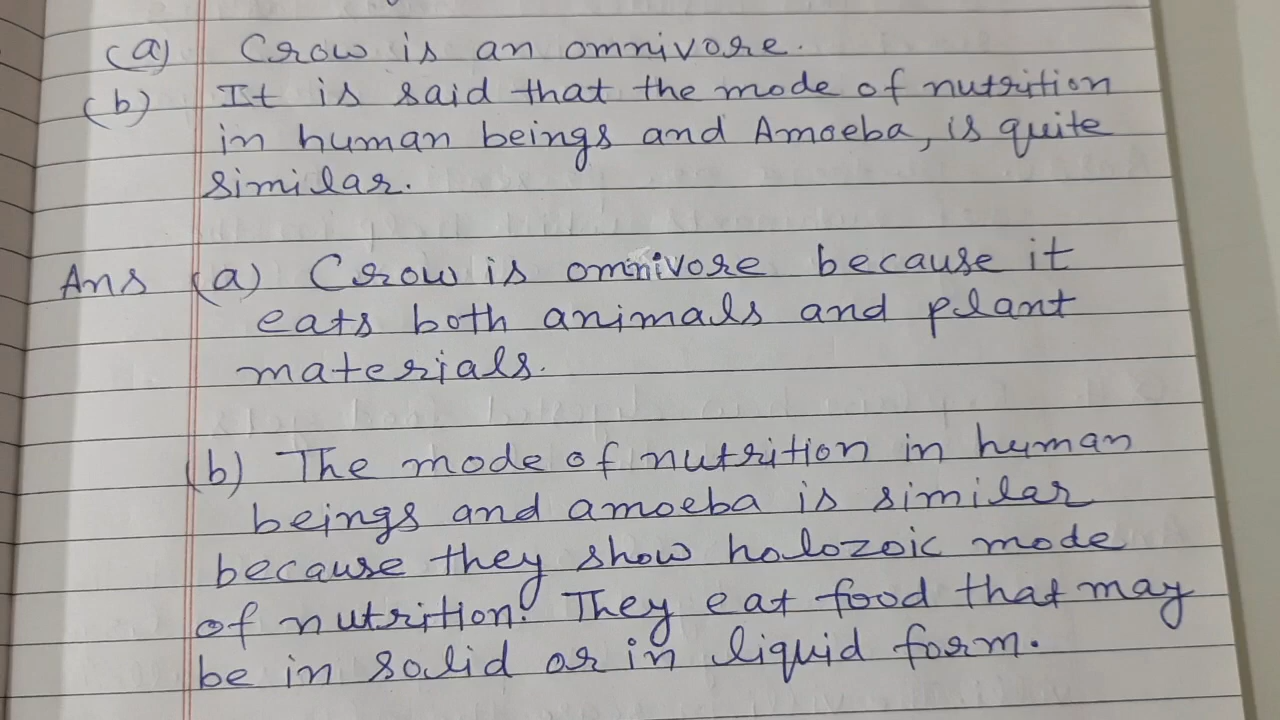 (a) Crow is an omnivore.
(b) It is said that the mode of nutrition
in human beings and Amoeba, is quite
similar.
Ans (a) Crow is omnivore because it
eats both animals and plant
materials.
(b) The mode of nutrition in human
beings and amoeba is similar
because they show holozoic mode
of nutrition. They eat food that may
be in solid or in liquid form.